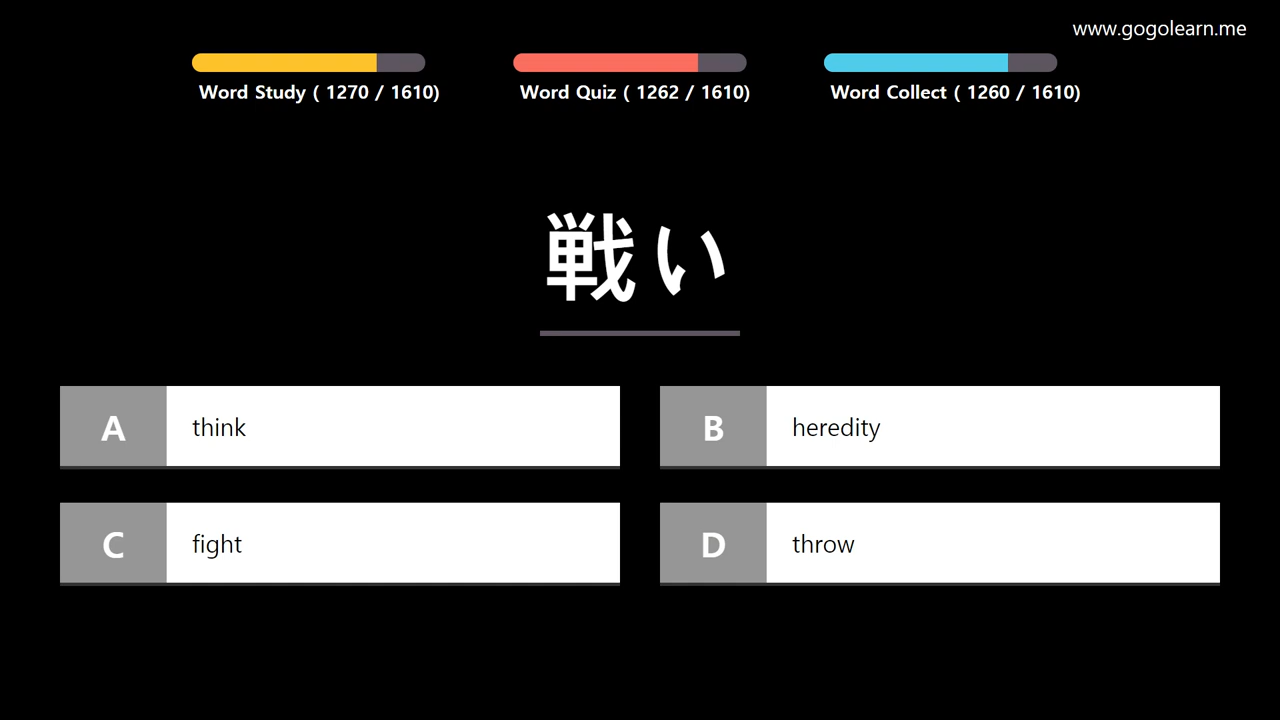 www.gogolearn.me
Word Study ( 1270 / 1610)
Word Quiz ( 1262 / 1610)
Word Collect ( 1260 / 1610)
戦い
A think
B heredity
C fight
D throw